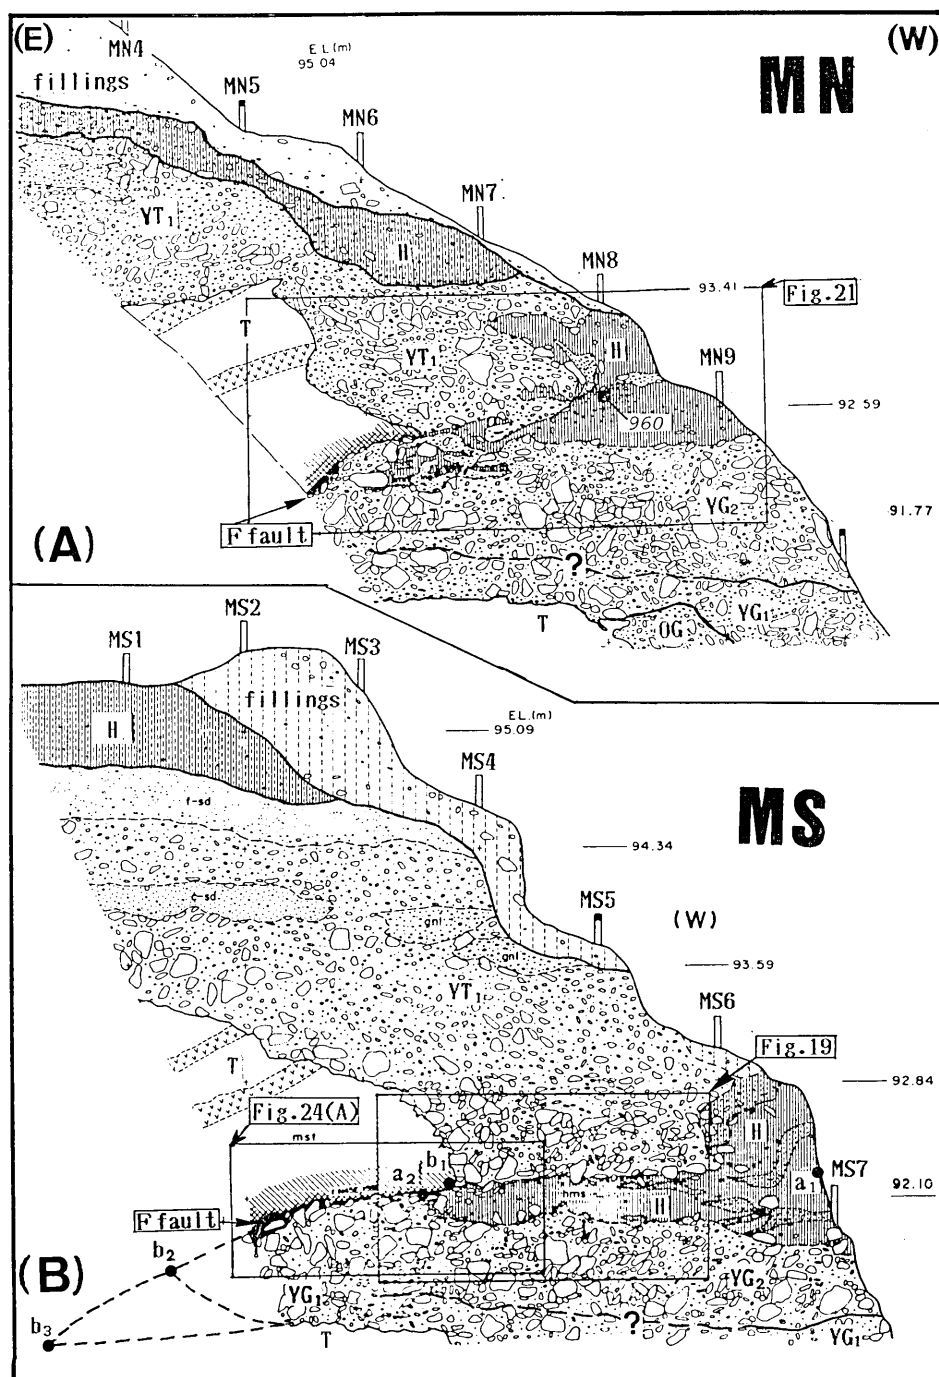 (E)
(W)
MN
MN4
E.L(m)
95.04
fillings
MN5
MN6
MN7
YT1
H
MN8
93.41
Fig.21
T
YT1
H
MN9
92.59
960
YG2
91.77
F fault
(A)
?
T
OG
YG1
MS1
MS2
MS3
fillings
H
E.L.(m)
95.09
MS
MS4
f-sd
94.34
c-sd
MS5
(W)
gnl
gnl
93.59
YT1
MS6
Fig.19
T
92.84
Fig.24(A)
mst
H
b1
a2
a1
MS7
hms
H
92.10
F fault
b2
(B)
YG1
YG2
b3
T
?
YG1